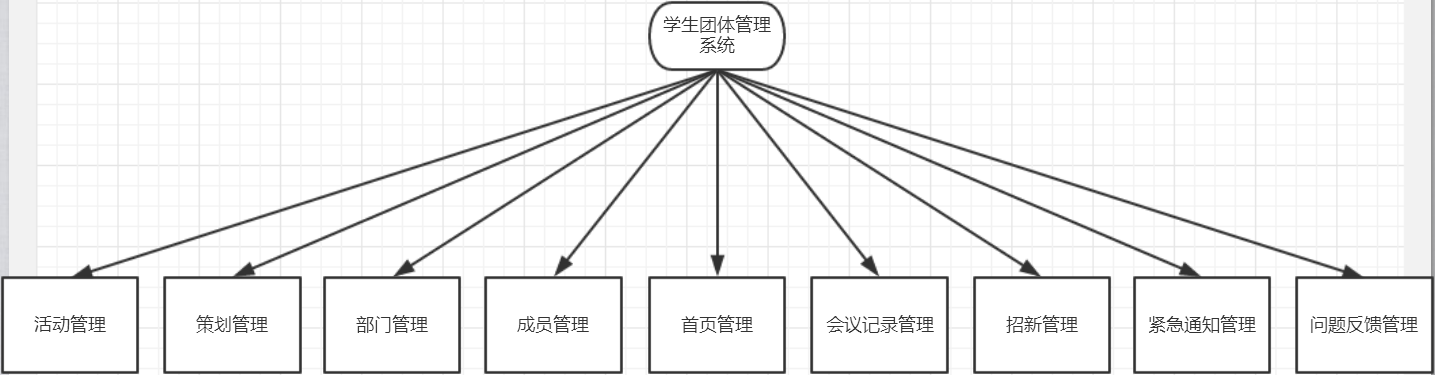 学生团体管理
系统
活动管理
策划管理
部门管理
成员管理
首页管理
会议记录管理
招新管理
紧急通知管理
问题反馈管理